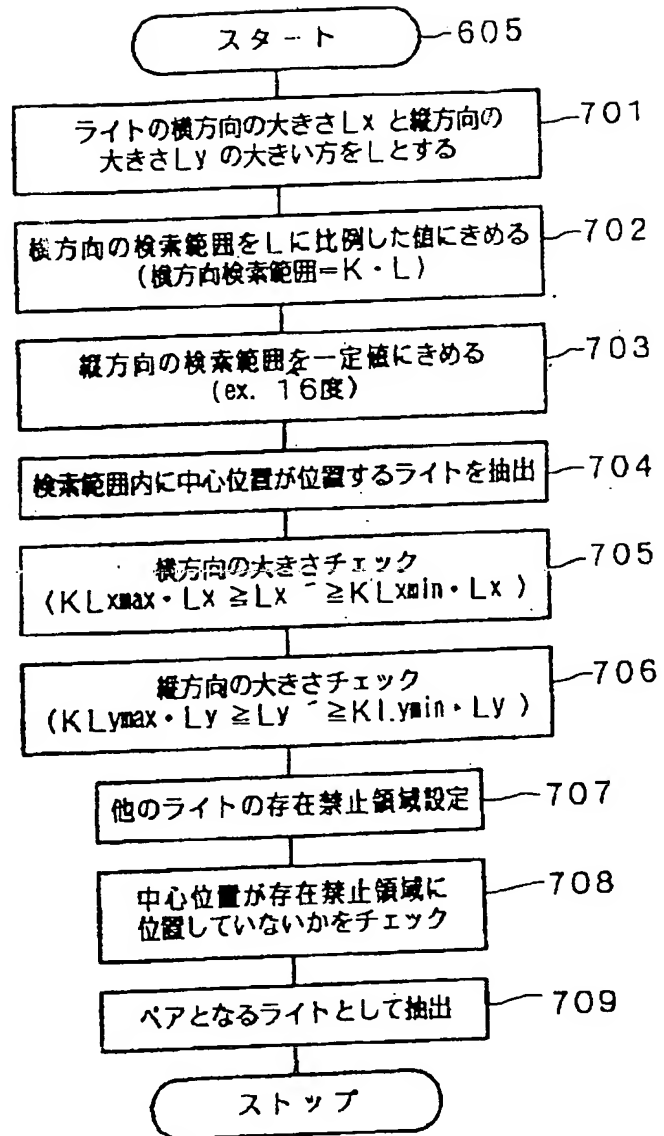 スタート 605
ライトの横方向の大きさLxと縦方向の 701
大きさLyの大きい方をLとする
横方向の検索範囲をLに比例した値にきめる 702
(横方向検索範囲=K・L)
縦方向の検索範囲を一定値にきめる 703
(ex. 16度)
検索範囲内に中心位置が位置するライトを抽出 704
横方向の大きさチェック 705
(KLxmax・Lx≧Lx´≧KLxmin・Lx)
縦方向の大きさチェック 706
(KLymax・Ly≧Ly´≧KLymin・Ly)
他のライトの存在禁止領域設定 707
中心位置が存在禁止領域に 708
位置していないかをチェック
ペアとなるライトとして抽出 709
ストップ